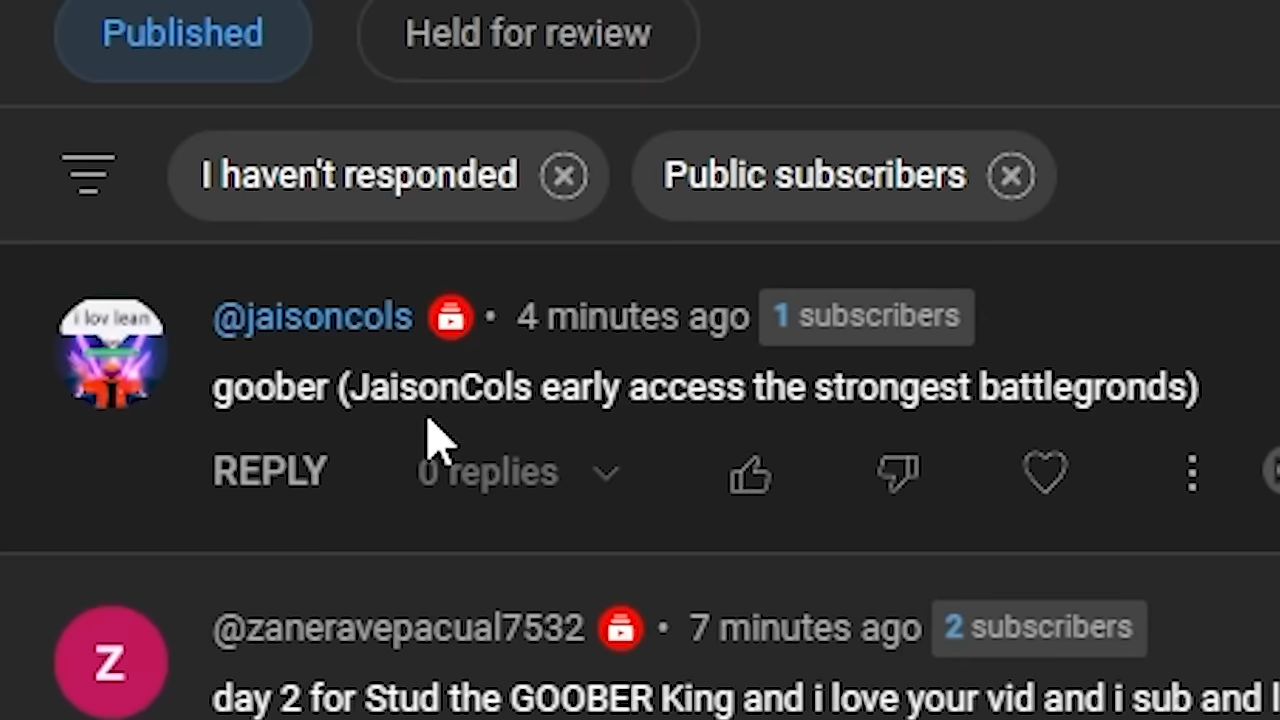 Published
Held for review
I haven't responded
Public subscribers
i lov lean
@jaisoncols • 4 minutes ago 1 subscribers
goober (JaisonCols early access the strongest battlegronds)
REPLY
0 replies
@zaneravepacual7532 • 7 minutes ago 2 subscribers
Z
day 2 for Stud the GOOBER King and i love your vid and i sub and